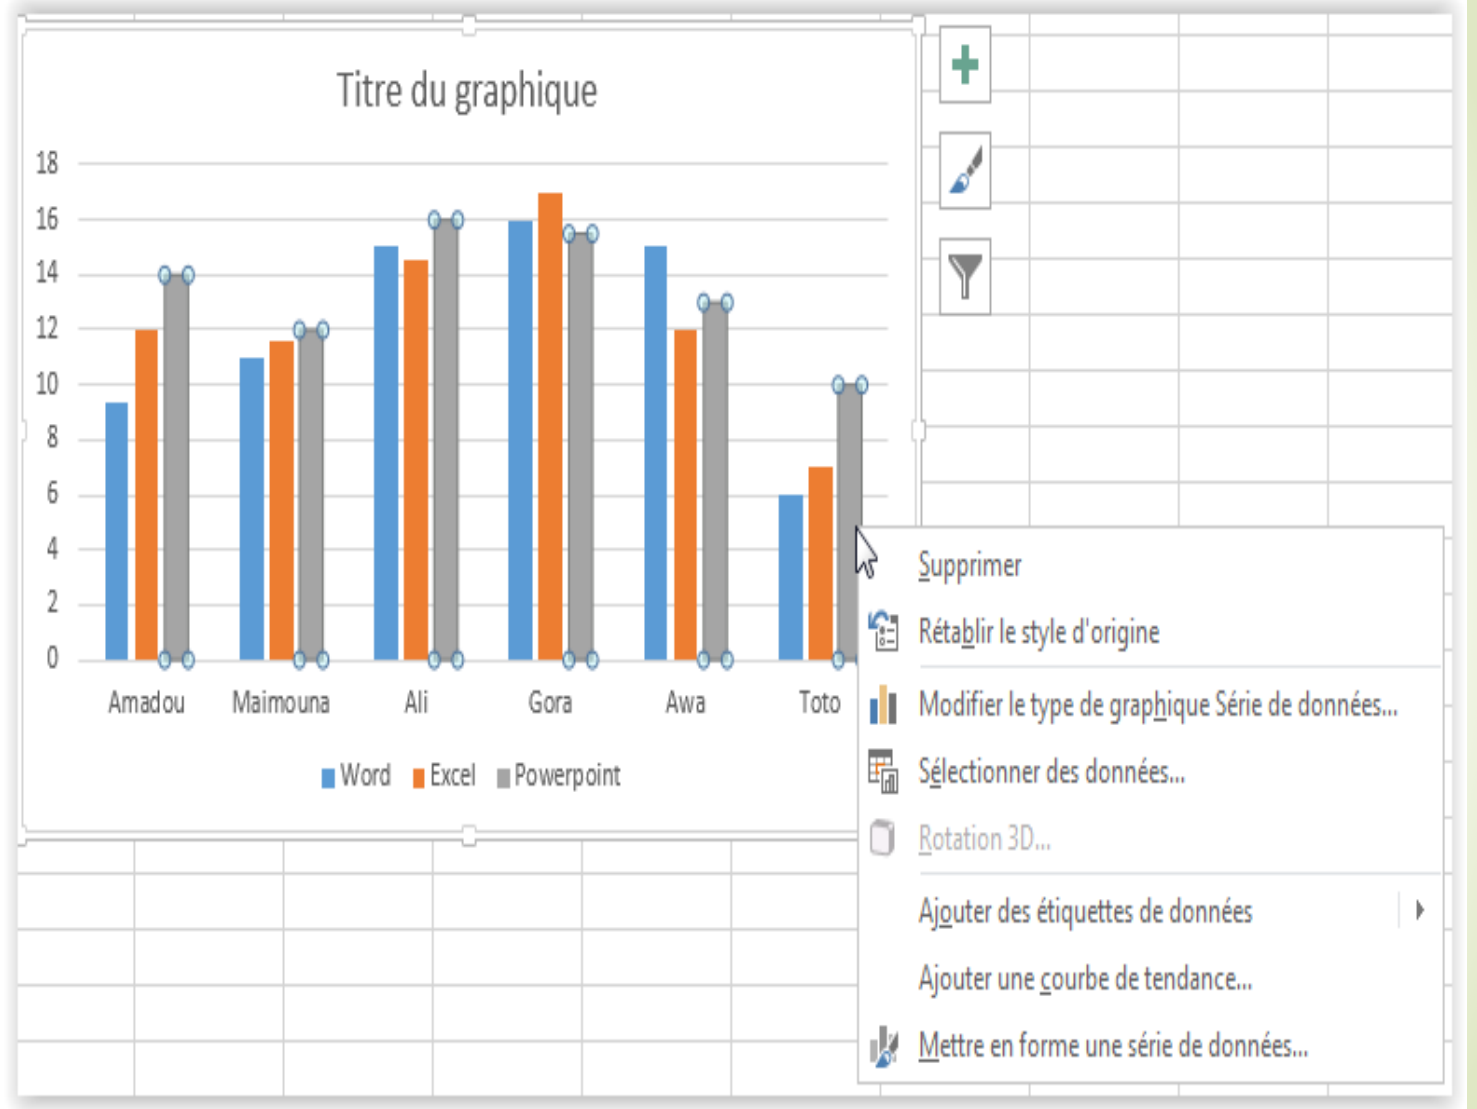 Titre du graphique
18
16
14
12
10
8
6
4
2
0
Amadou Maimouna Ali Gora Awa Toto
Word Excel Powerpoint
Supprimer
Rétablir le style d'origine
Modifier le type de graphique Série de données...
Sélectionner des données...
Rotation 3D...
Ajouter des étiquettes de données
Ajouter une courbe de tendance...
Mettre en forme une série de données...